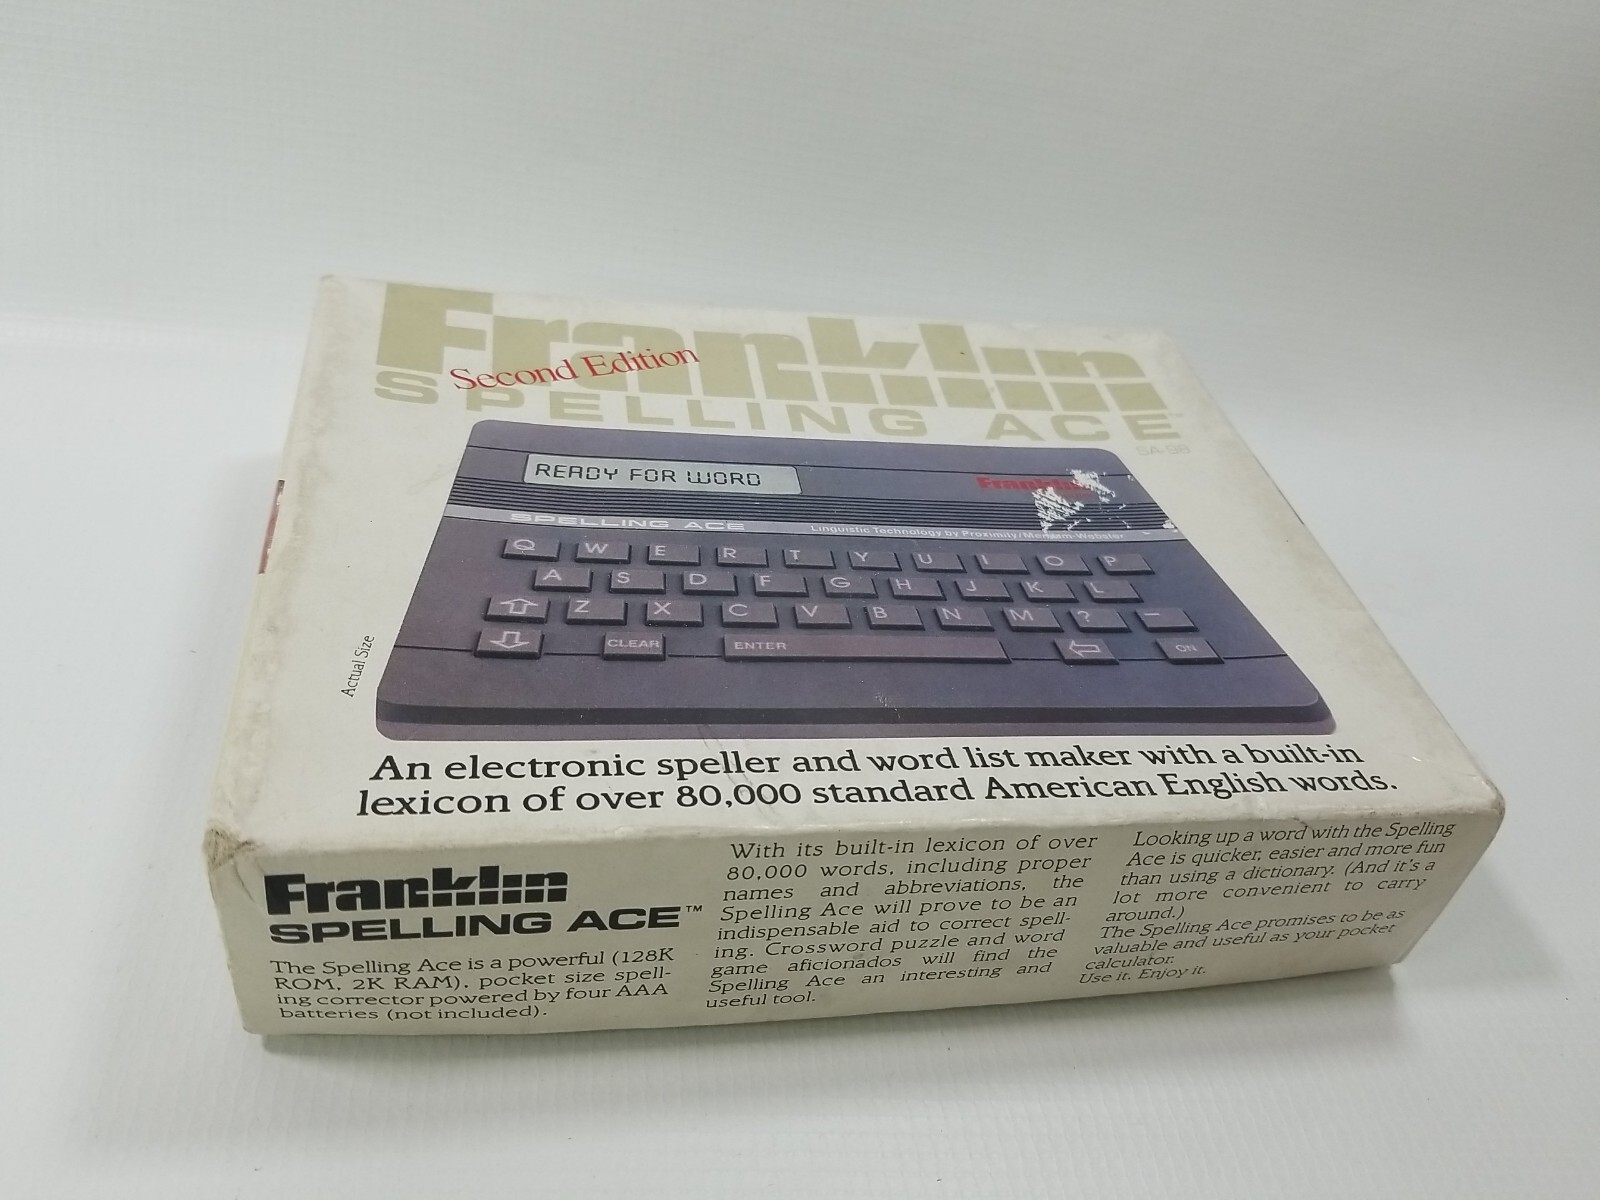 Franklin
Second Edition
SPELLING ACE™
SA-98
READY FOR WORD
Franklin
SPELLING ACE
Linguistic Technology by Proximity/Merriam-Webster
Q W E R T Y U I O P
A S D F G H J K L
Z X C V B N M ? –
CLEAR ENTER ON
Actual Size
An electronic speller and word list maker with a built-in
lexicon of over 80,000 standard American English words.
Franklin
SPELLING ACE™
The Spelling Ace is a powerful (128K
ROM, 2K RAM), pocket size spell-
ing corrector powered by four AAA
batteries (not included).
With its built-in lexicon of over
80,000 words, including proper
names and abbreviations, the
Spelling Ace will prove to be an
indispensable aid to correct spell-
ing. Crossword puzzle and word
game aficionados will find the
Spelling Ace an interesting and
useful tool.
Looking up a word with the Spelling
Ace is quicker, easier and more fun
than using a dictionary. (And it's a
lot more convenient to carry
around.)
The Spelling Ace promises to be as
valuable and useful as your pocket
calculator.
Use it. Enjoy it.